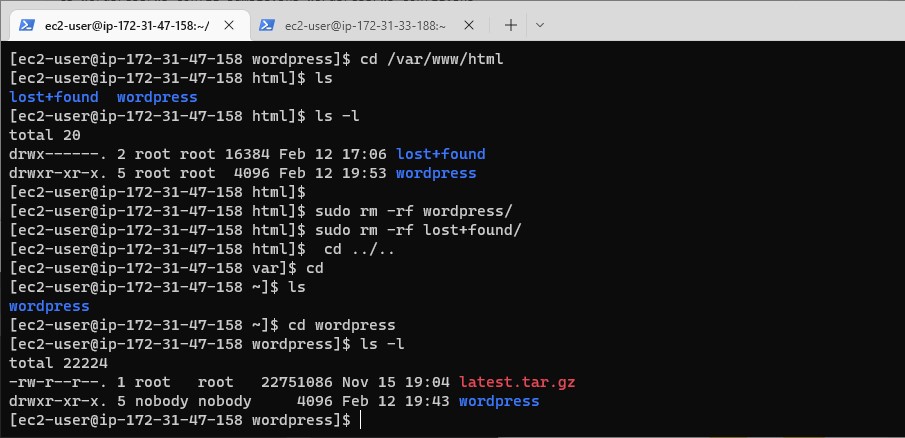 ec2-user@ip-172-31-47-158:~/ ec2-user@ip-172-31-33-188:~
[ec2-user@ip-172-31-47-158 wordpress]$ cd /var/www/html
[ec2-user@ip-172-31-47-158 html]$ ls
lost+found  wordpress
[ec2-user@ip-172-31-47-158 html]$ ls -l
total 20
drwx------. 2 root root 16384 Feb 12 17:06 lost+found
drwxr-xr-x. 5 root root  4096 Feb 12 19:53 wordpress
[ec2-user@ip-172-31-47-158 html]$
[ec2-user@ip-172-31-47-158 html]$ sudo rm -rf wordpress/
[ec2-user@ip-172-31-47-158 html]$ sudo rm -rf lost+found/
[ec2-user@ip-172-31-47-158 html]$  cd ../..
[ec2-user@ip-172-31-47-158 var]$ cd
[ec2-user@ip-172-31-47-158 ~]$ ls
wordpress
[ec2-user@ip-172-31-47-158 ~]$ cd wordpress
[ec2-user@ip-172-31-47-158 wordpress]$ ls -l
total 22224
-rw-r--r--. 1 root   root   22751086 Nov 15 19:04 latest.tar.gz
drwxr-xr-x. 5 nobody nobody     4096 Feb 12 19:43 wordpress
[ec2-user@ip-172-31-47-158 wordpress]$